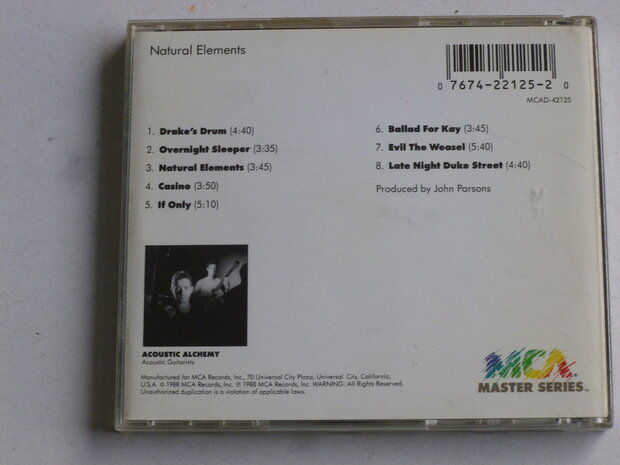 Natural Elements
0 7674-22125-2 0
MCAD-42125
1. Drake's Drum (4:40)
2. Overnight Sleeper (3:35)
3. Natural Elements (3:45)
4. Casino (3:50)
5. If Only (5:10)
6. Ballad For Kay (3:45)
7. Evil The Weasel (5:40)
8. Late Night Duke Street (4:40)
Produced by John Parsons
ACOUSTIC ALCHEMY
Acoustic Guitarists
Manufactured for MCA Records, Inc., 70 Universal City Plaza, Universal City, California,
U.S.A. © 1988 MCA Records, Inc. ℗ 1988 MCA Records, Inc. WARNING: All Rights Reserved.
Unauthorized duplication is a violation of applicable laws.
MCA®
MASTER SERIES™